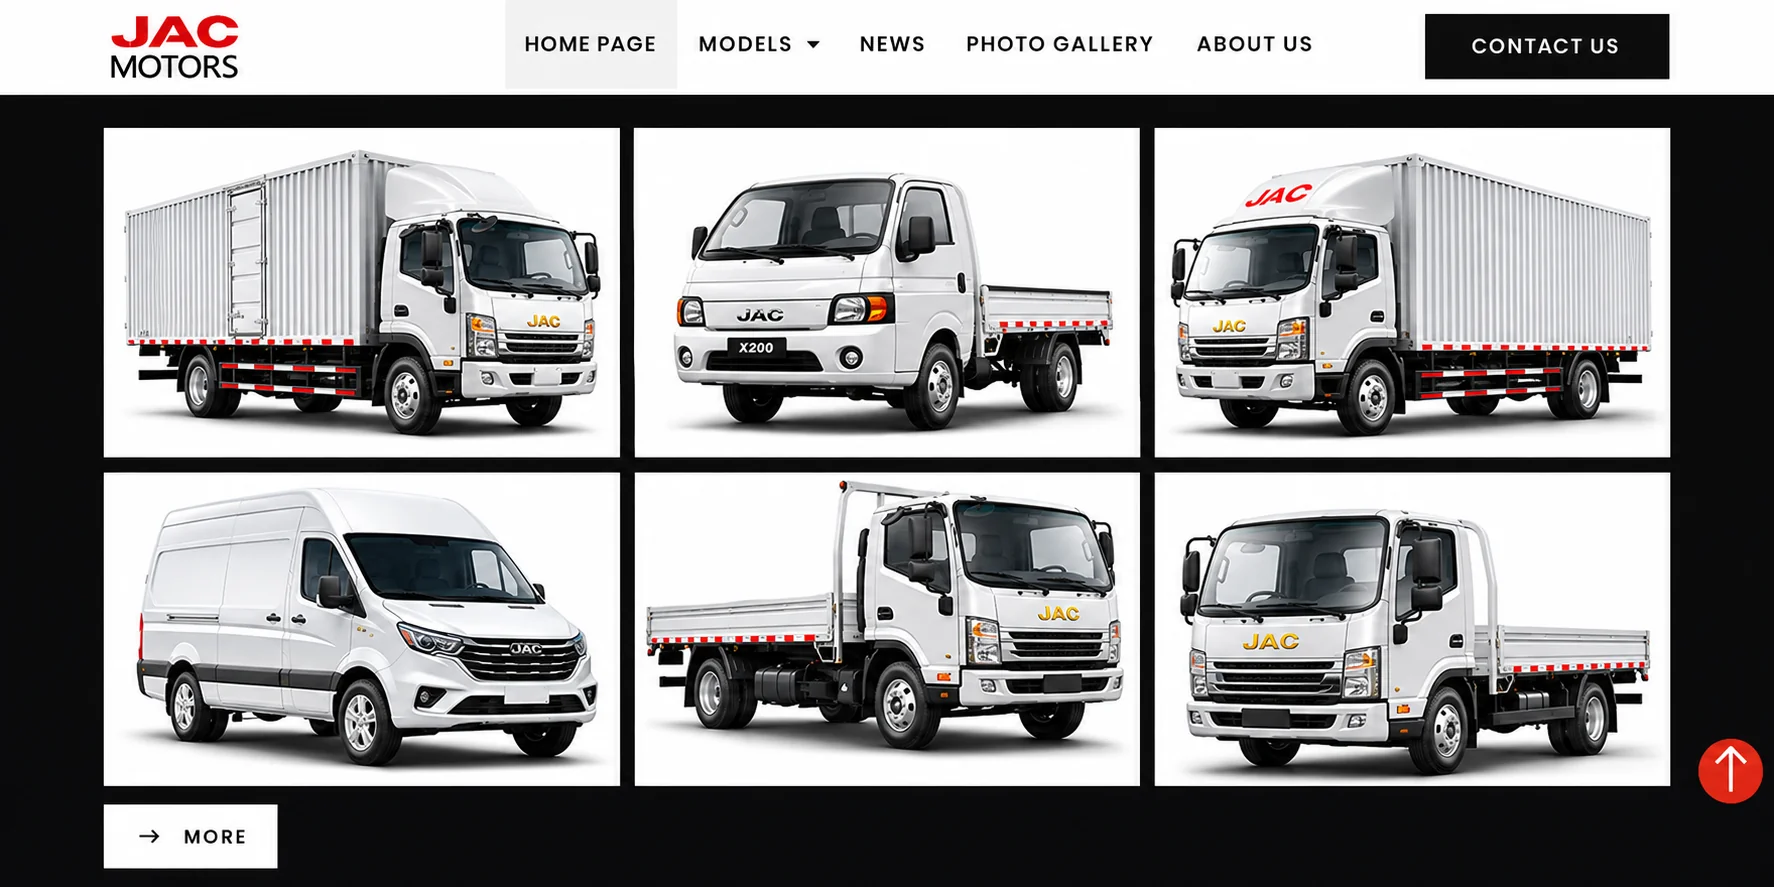 JAC
MOTORS
HOME PAGE
MODELS
NEWS
PHOTO GALLERY
ABOUT US
CONTACT US
JAC
JAC
X200
JAC
JAC
JAC
JAC
JAC
MORE